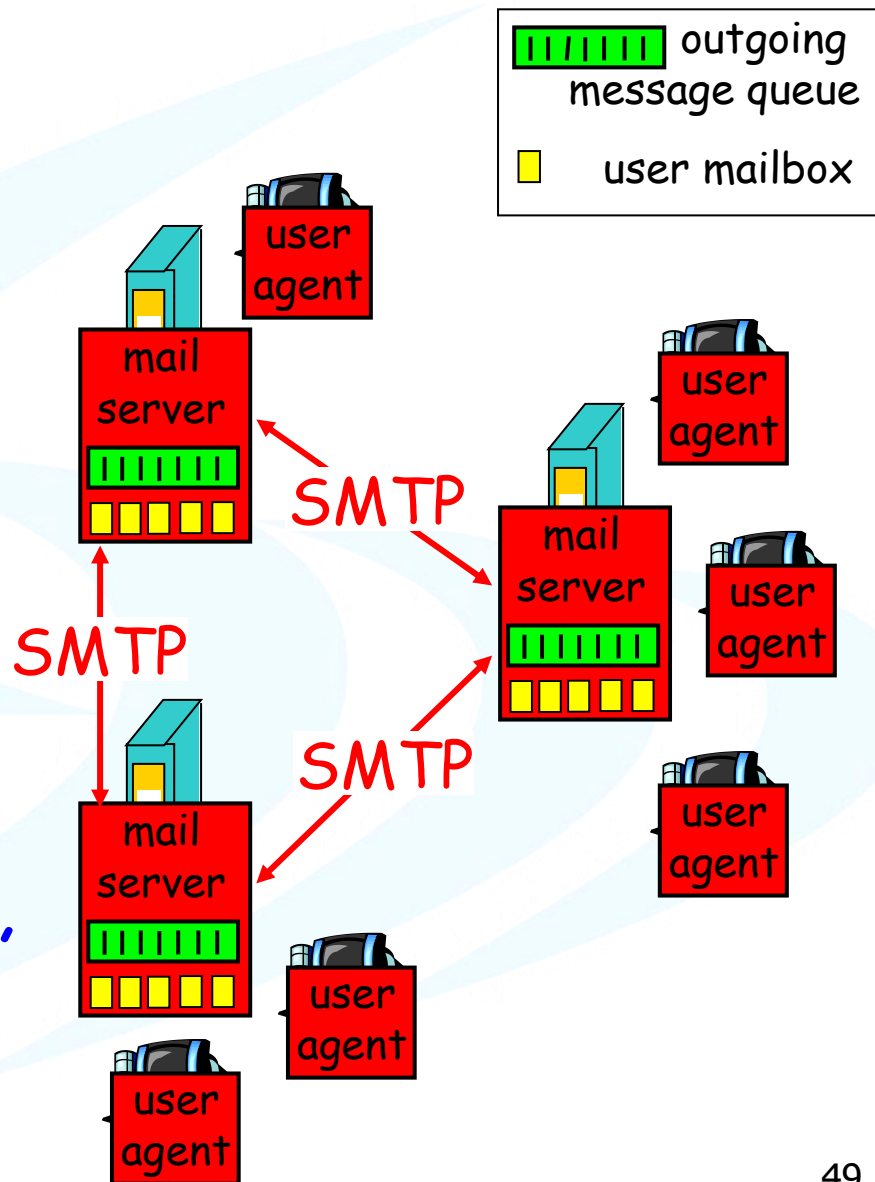 outgoing
message queue
user mailbox
user
agent
mail
server
user
agent
SMTP
mail
server
user
agent
SMTP
SMTP
user
agent
mail
server
user
agent
user
agent
49